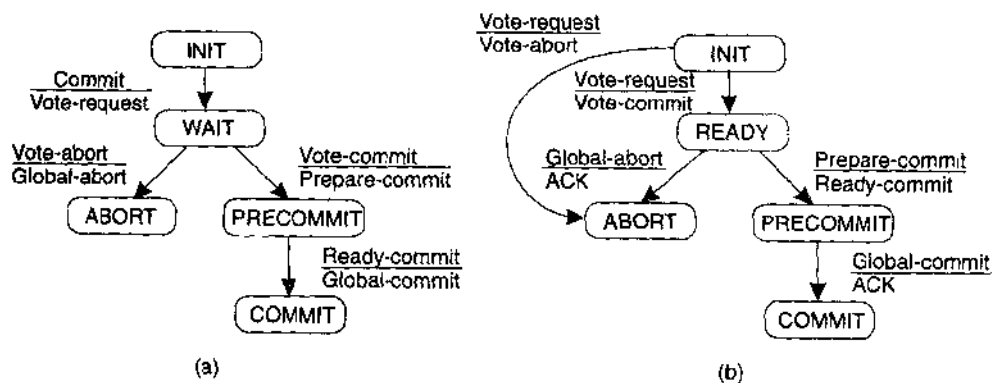 INIT
Commit
Vote-request
WAIT
Vote-abort
Global-abort
Vote-commit
Prepare-commit
ABORT
PRECOMMIT
Ready-commit
Global-commit
COMMIT
(a)
Vote-request
Vote-abort
INIT
Vote-request
Vote-commit
READY
Global-abort
ACK
Prepare-commit
Ready-commit
ABORT
PRECOMMIT
Global-commit
ACK
COMMIT
(b)